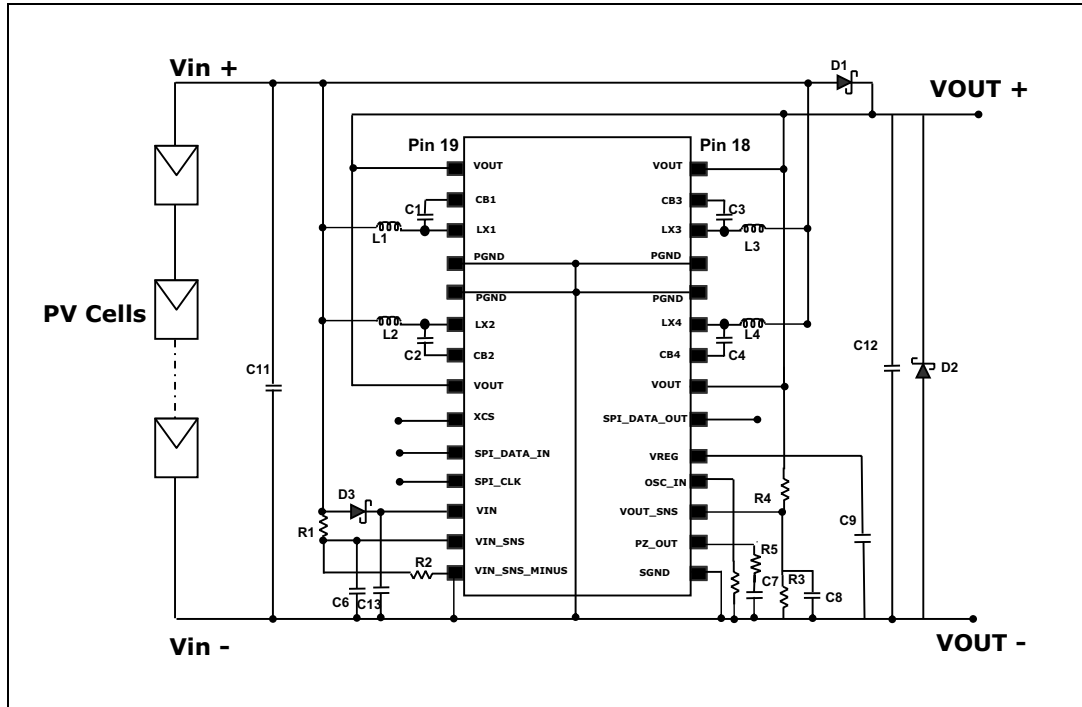 Vin +
D1
VOUT +
Pin 19
Pin 18
VOUT
VOUT
C1
CB1
CB3
C3
L1
LX1
LX3
L3
PGND
PGND
PGND
PGND
PV Cells
L2
LX2
LX4
L4
C2
CB2
CB4
C4
C12
C11
VOUT
VOUT
D2
XCS
SPI_DATA_OUT
SPI_DATA_IN
VREG
SPI_CLK
OSC_IN
R4
D3
VIN
VOUT_SNS
R1
C9
VIN_SNS
PZ_OUT
R5
R2
VIN_SNS_MINUS
SGND
C7
R3
C6
C13
C8
Vin -
VOUT -